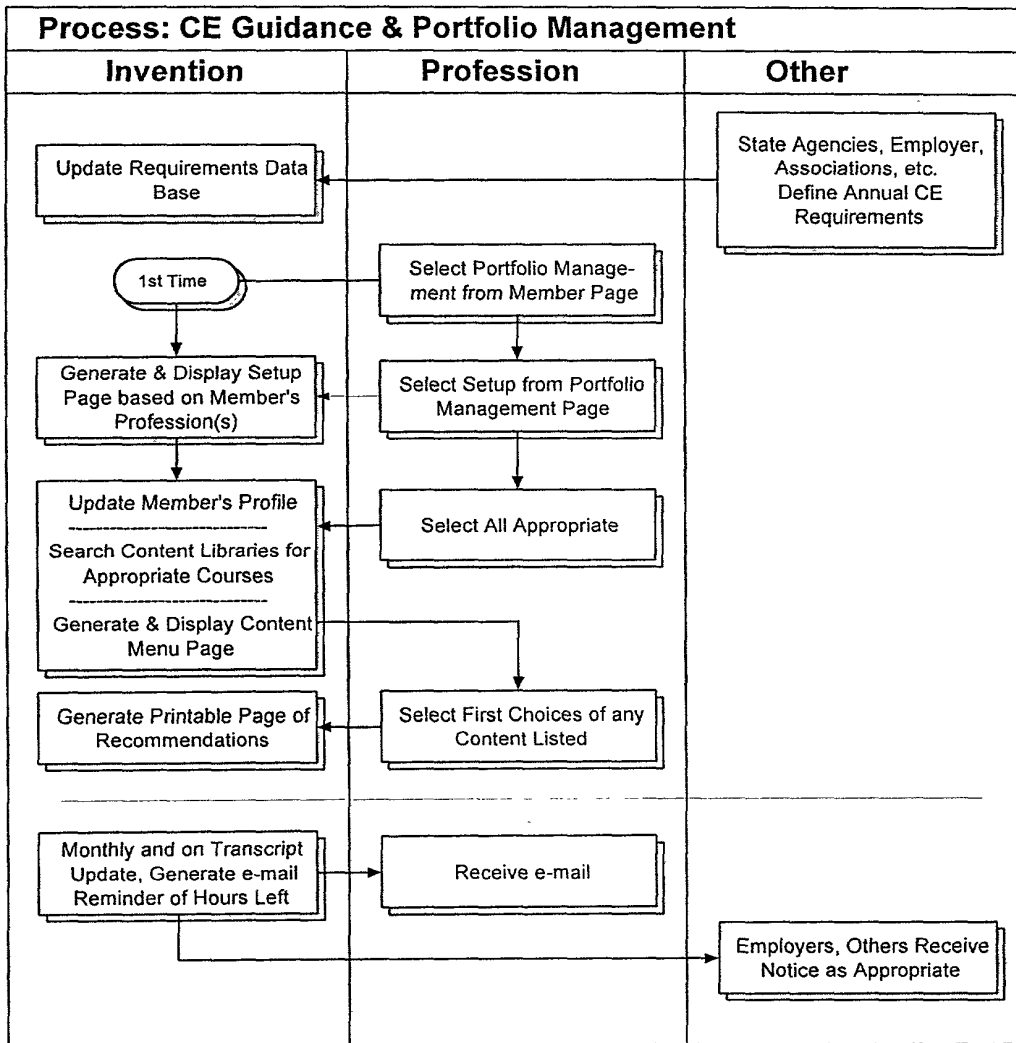 Process: CE Guidance & Portfolio Management
Invention
Profession
Other
Update Requirements Data
Base
State Agencies, Employer,
Associations, etc.
Define Annual CE
Requirements
1st Time
Select Portfolio Manage-
ment from Member Page
Generate & Display Setup
Page based on Member's
Profession(s)
Select Setup from Portfolio
Management Page
Update Member's Profile
Search Content Libraries for
Appropriate Courses
Generate & Display Content
Menu Page
Select All Appropriate
Generate Printable Page of
Recommendations
Select First Choices of any
Content Listed
Monthly and on Transcript
Update, Generate e-mail
Reminder of Hours Left
Receive e-mail
Employers, Others Receive
Notice as Appropriate